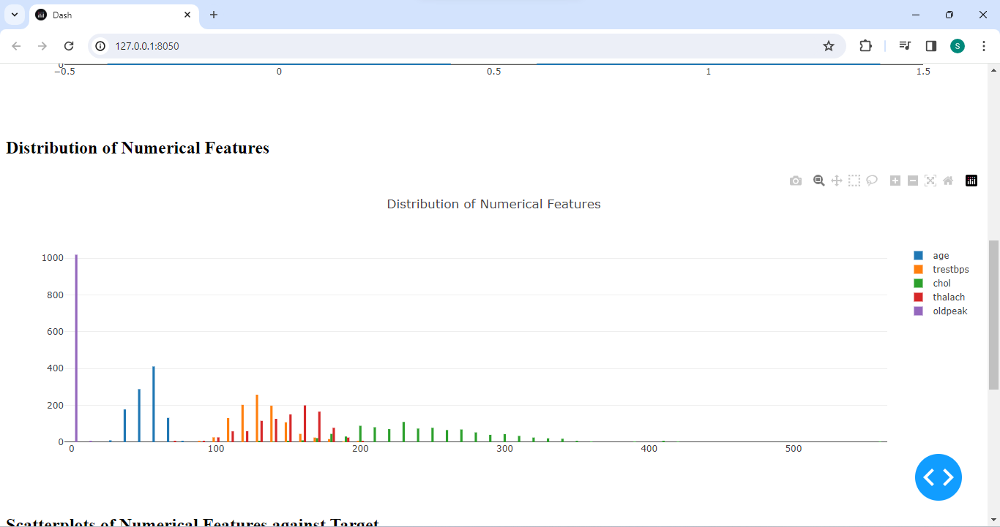 Dash
127.0.0.1:8050
0
−0.5 0 0.5 1 1.5
Distribution of Numerical Features
Distribution of Numerical Features
1000
800
600
400
200
0
0 100 200 300 400 500
age
trestbps
chol
thalach
oldpeak
S
Scatterplots of Numerical Features against Target